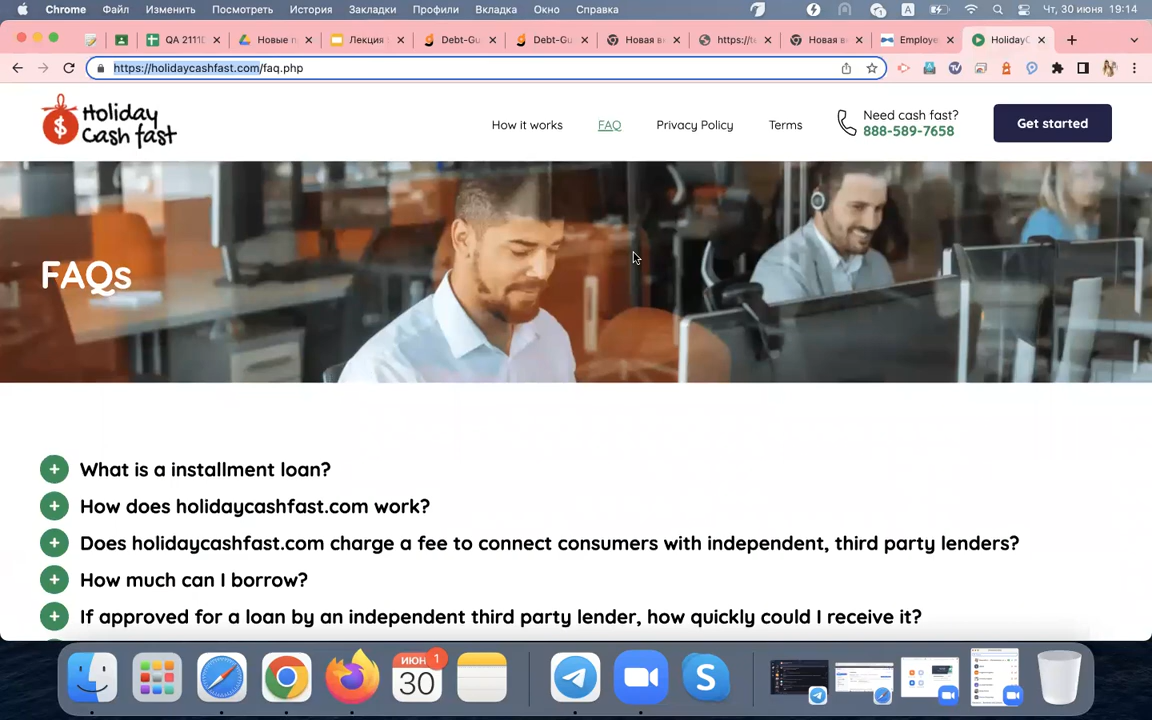 Chrome Файл Изменить Посмотреть История Закладки Профили Вкладка Окно Справка A Чт, 30 июня 19:14
QA 2111 Новые п Лекция Debt-Gu Debt-Gu Новая в https://t Новая в Employe HolidayC
https://holidaycashfast.com/faq.php
Holiday
Cash fast
How it works FAQ Privacy Policy Terms
Need cash fast?
888-589-7658
Get started
FAQs
What is a installment loan?
How does holidaycashfast.com work?
Does holidaycashfast.com charge a fee to connect consumers with independent, third party lenders?
How much can I borrow?
If approved for a loan by an independent third party lender, how quickly could I receive it?
ИЮН 1
30